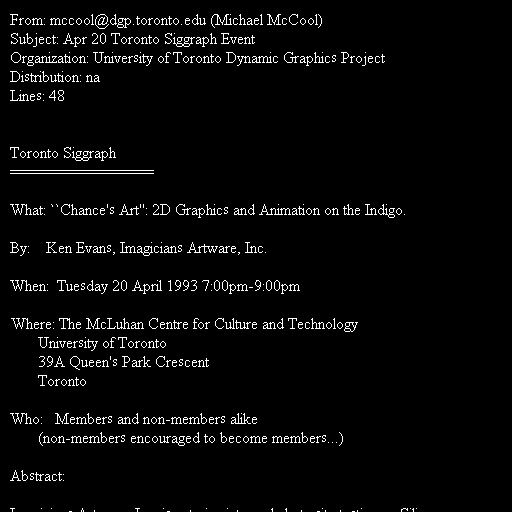 From: mccool@dgp.toronto.edu (Michael McCool)
Subject: Apr 20 Toronto Siggraph Event
Organization: University of Toronto Dynamic Graphics Project
Distribution: na
Lines: 48
Toronto Siggraph
==================
What: ``Chance's Art'': 2D Graphics and Animation on the Indigo.
By: Ken Evans, Imagicians Artware, Inc.
When: Tuesday 20 April 1993 7:00pm-9:00pm
Where: The McLuhan Centre for Culture and Technology
University of Toronto
39A Queen's Park Crescent
Toronto
Who: Members and non-members alike
(non-members encouraged to become members...)
Abstract: